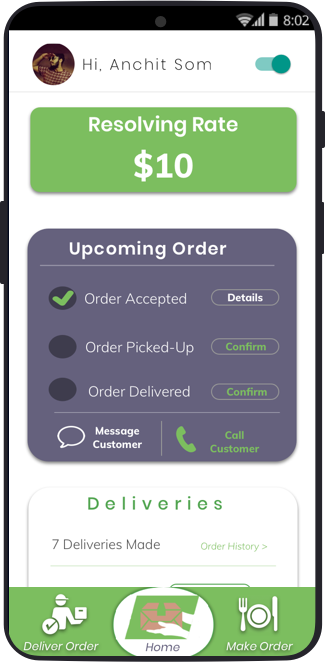 8:02
Hi, Anchit Som
Resolving Rate
$10
Upcoming Order
Order Accepted Details
Order Picked-Up Confirm
Order Delivered Confirm
Message
Customer
Call
Customer
Deliveries
7 Deliveries Made Order History >
Deliver Order Home Make Order